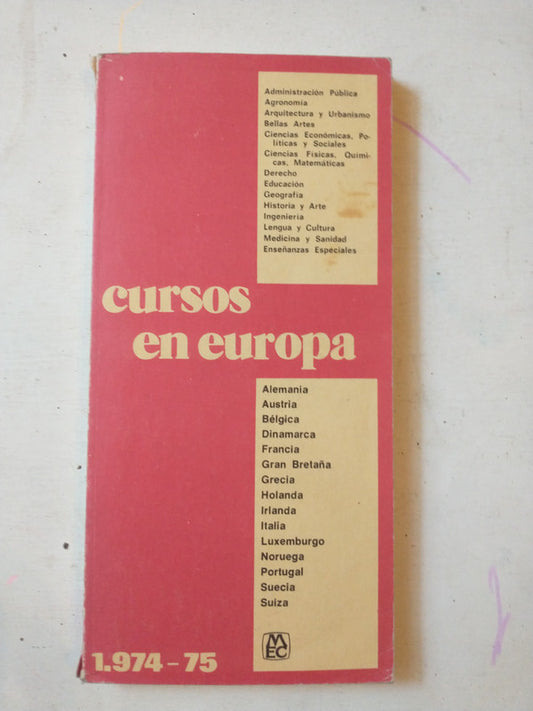 Administración Pública
Agronomía
Arquitectura y Urbanismo
Bellas Artes
Ciencias Económicas, Po-
líticas y Sociales
Ciencias Físicas, Quími-
cas, Matemáticas
Derecho
Educación
Geografía
Historia y Arte
Ingeniería
Lengua y Cultura
Medicina y Sanidad
Enseñanzas Especiales
cursos
en europa
Alemania
Austria
Bélgica
Dinamarca
Francia
Gran Bretaña
Grecia
Holanda
Irlanda
Italia
Luxemburgo
Noruega
Portugal
Suecia
Suiza
M
EC
1.974-75